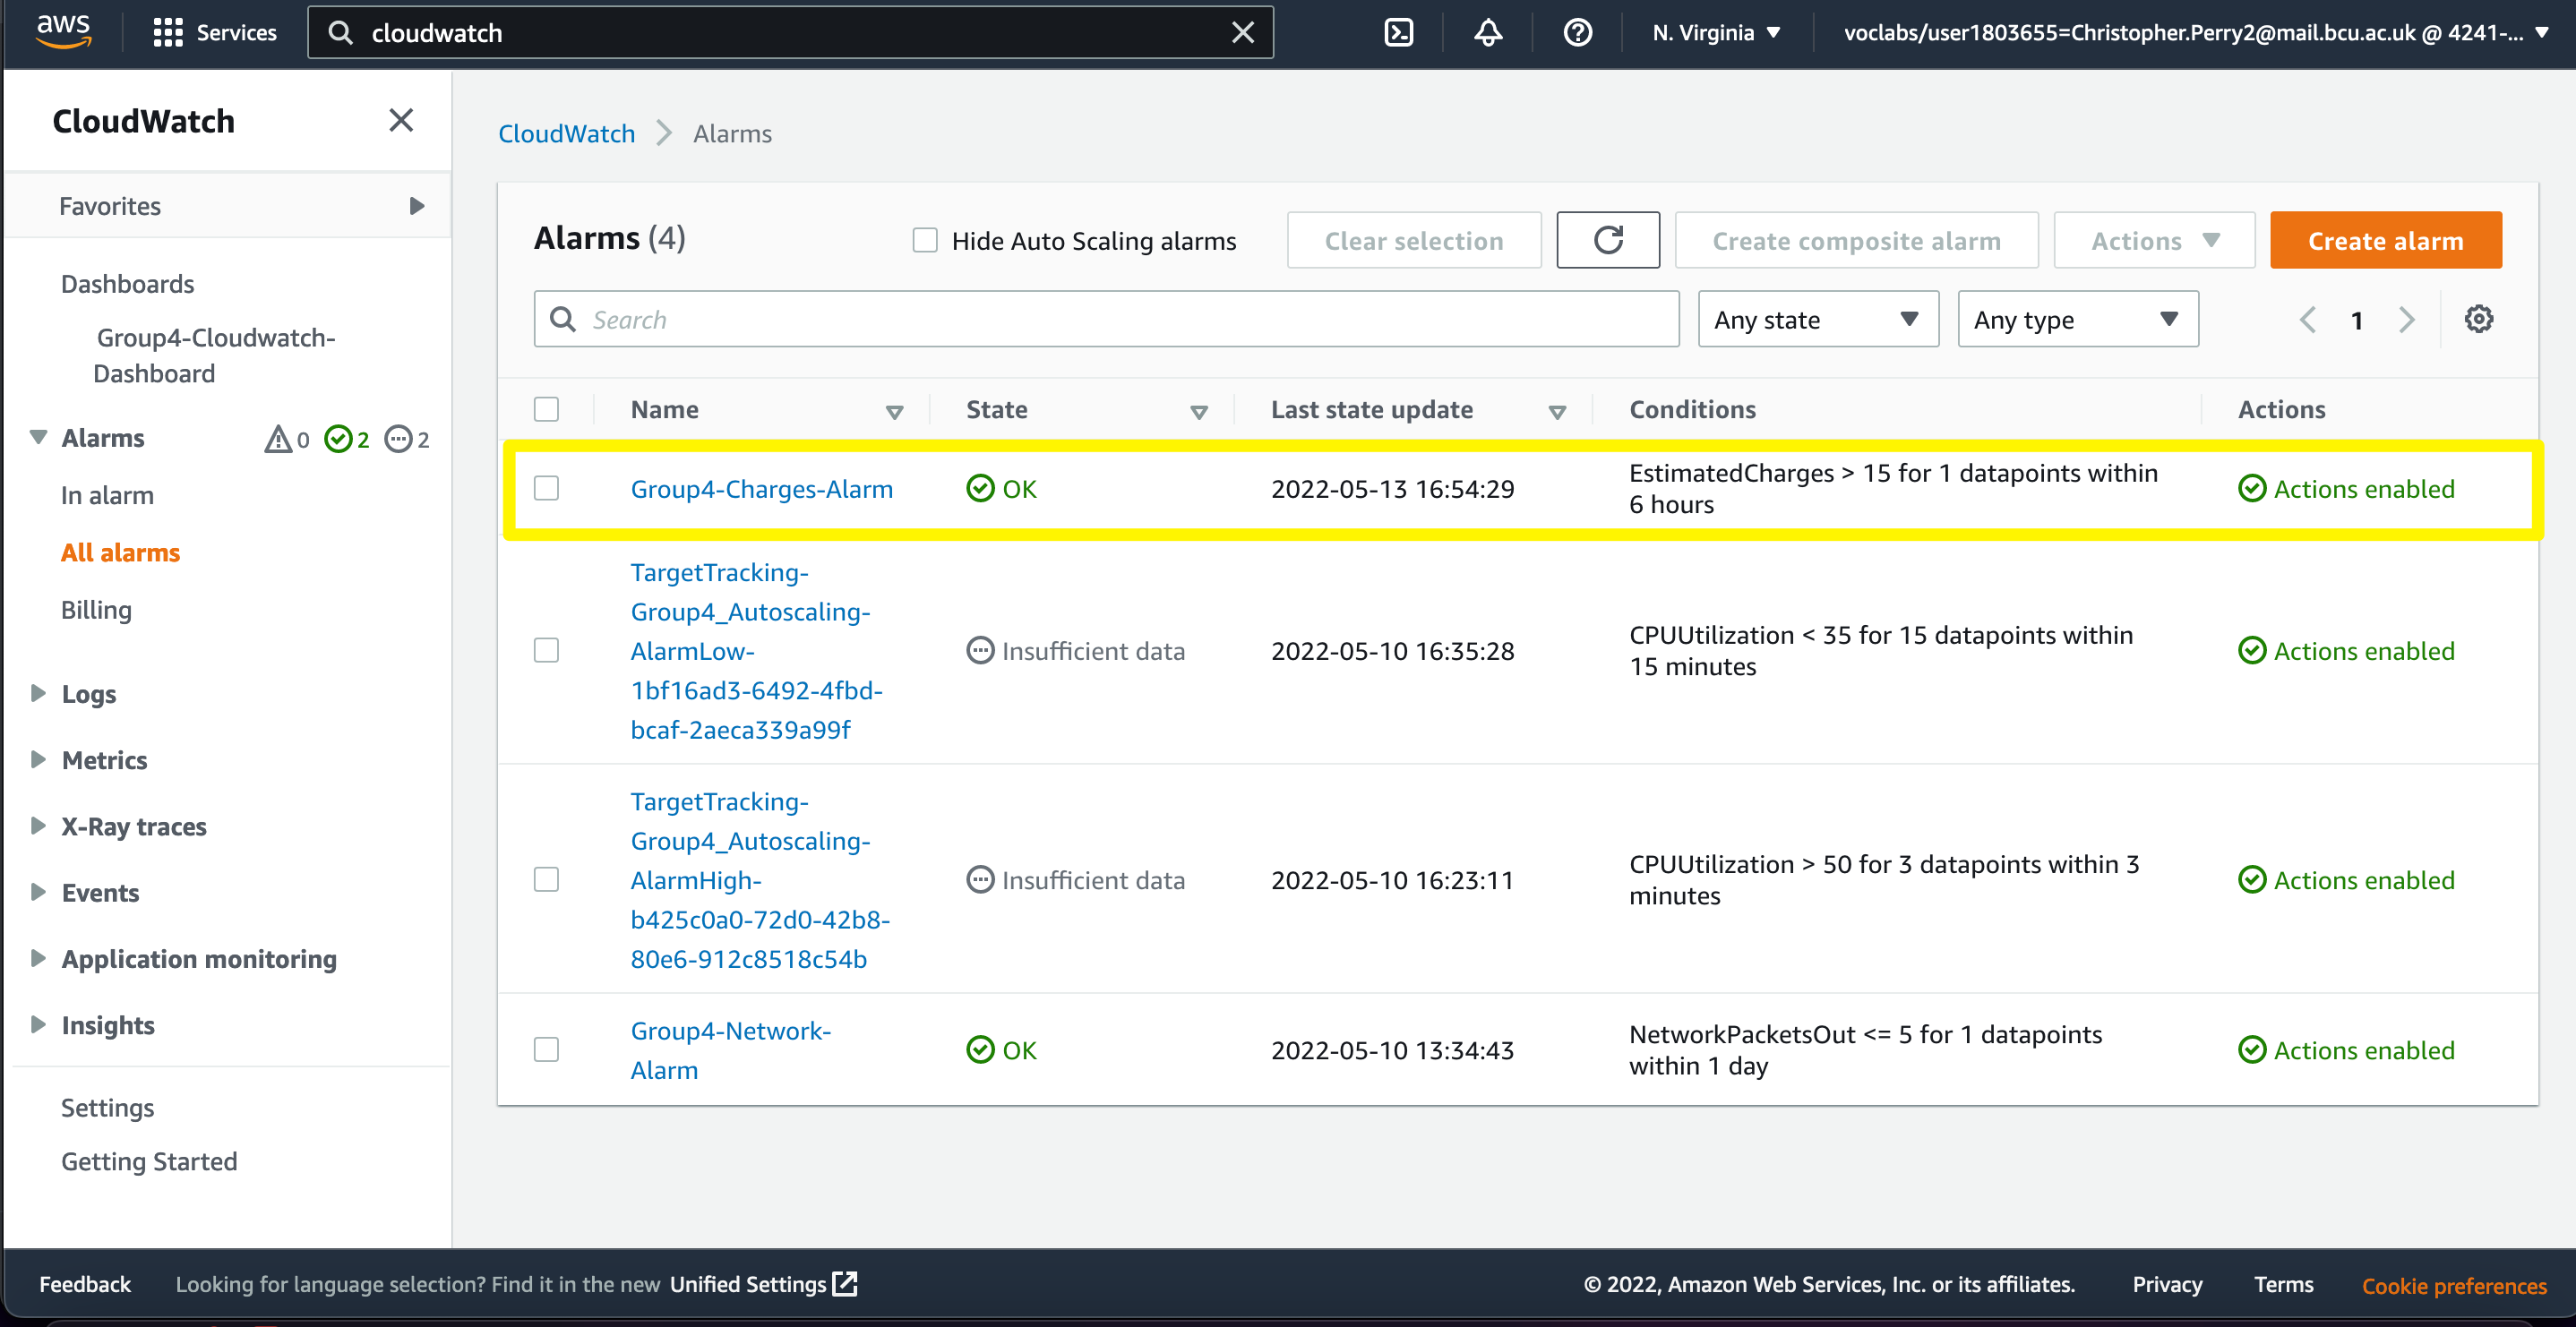 aws
Services
cloudwatch
N. Virginia
voclabs/user1803655=Christopher.Perry2@mail.bcu.ac.uk @ 4241-...
CloudWatch
Favorites
Dashboards
Group4-Cloudwatch-
Dashboard
Alarms 0 2 2
In alarm
All alarms
Billing
Logs
Metrics
X-Ray traces
Events
Application monitoring
Insights
Settings
Getting Started
CloudWatch Alarms
Alarms (4)
Hide Auto Scaling alarms
Clear selection
Create composite alarm
Actions
Create alarm
Search
Any state
Any type
1
Name State Last state update Conditions Actions
Group4-Charges-Alarm
OK
2022-05-13 16:54:29
EstimatedCharges > 15 for 1 datapoints within
6 hours
Actions enabled
TargetTracking-
Group4_Autoscaling-
AlarmLow-
1bf16ad3-6492-4fbd-
bcaf-2aeca339a99f
Insufficient data
2022-05-10 16:35:28
CPUUtilization < 35 for 15 datapoints within
15 minutes
Actions enabled
TargetTracking-
Group4_Autoscaling-
AlarmHigh-
b425c0a0-72d0-42b8-
80e6-912c8518c54b
Insufficient data
2022-05-10 16:23:11
CPUUtilization > 50 for 3 datapoints within 3
minutes
Actions enabled
Group4-Network-
Alarm
OK
2022-05-10 13:34:43
NetworkPacketsOut <= 5 for 1 datapoints
within 1 day
Actions enabled
Feedback
Looking for language selection? Find it in the new Unified Settings
© 2022, Amazon Web Services, Inc. or its affiliates.
Privacy
Terms
Cookie preferences